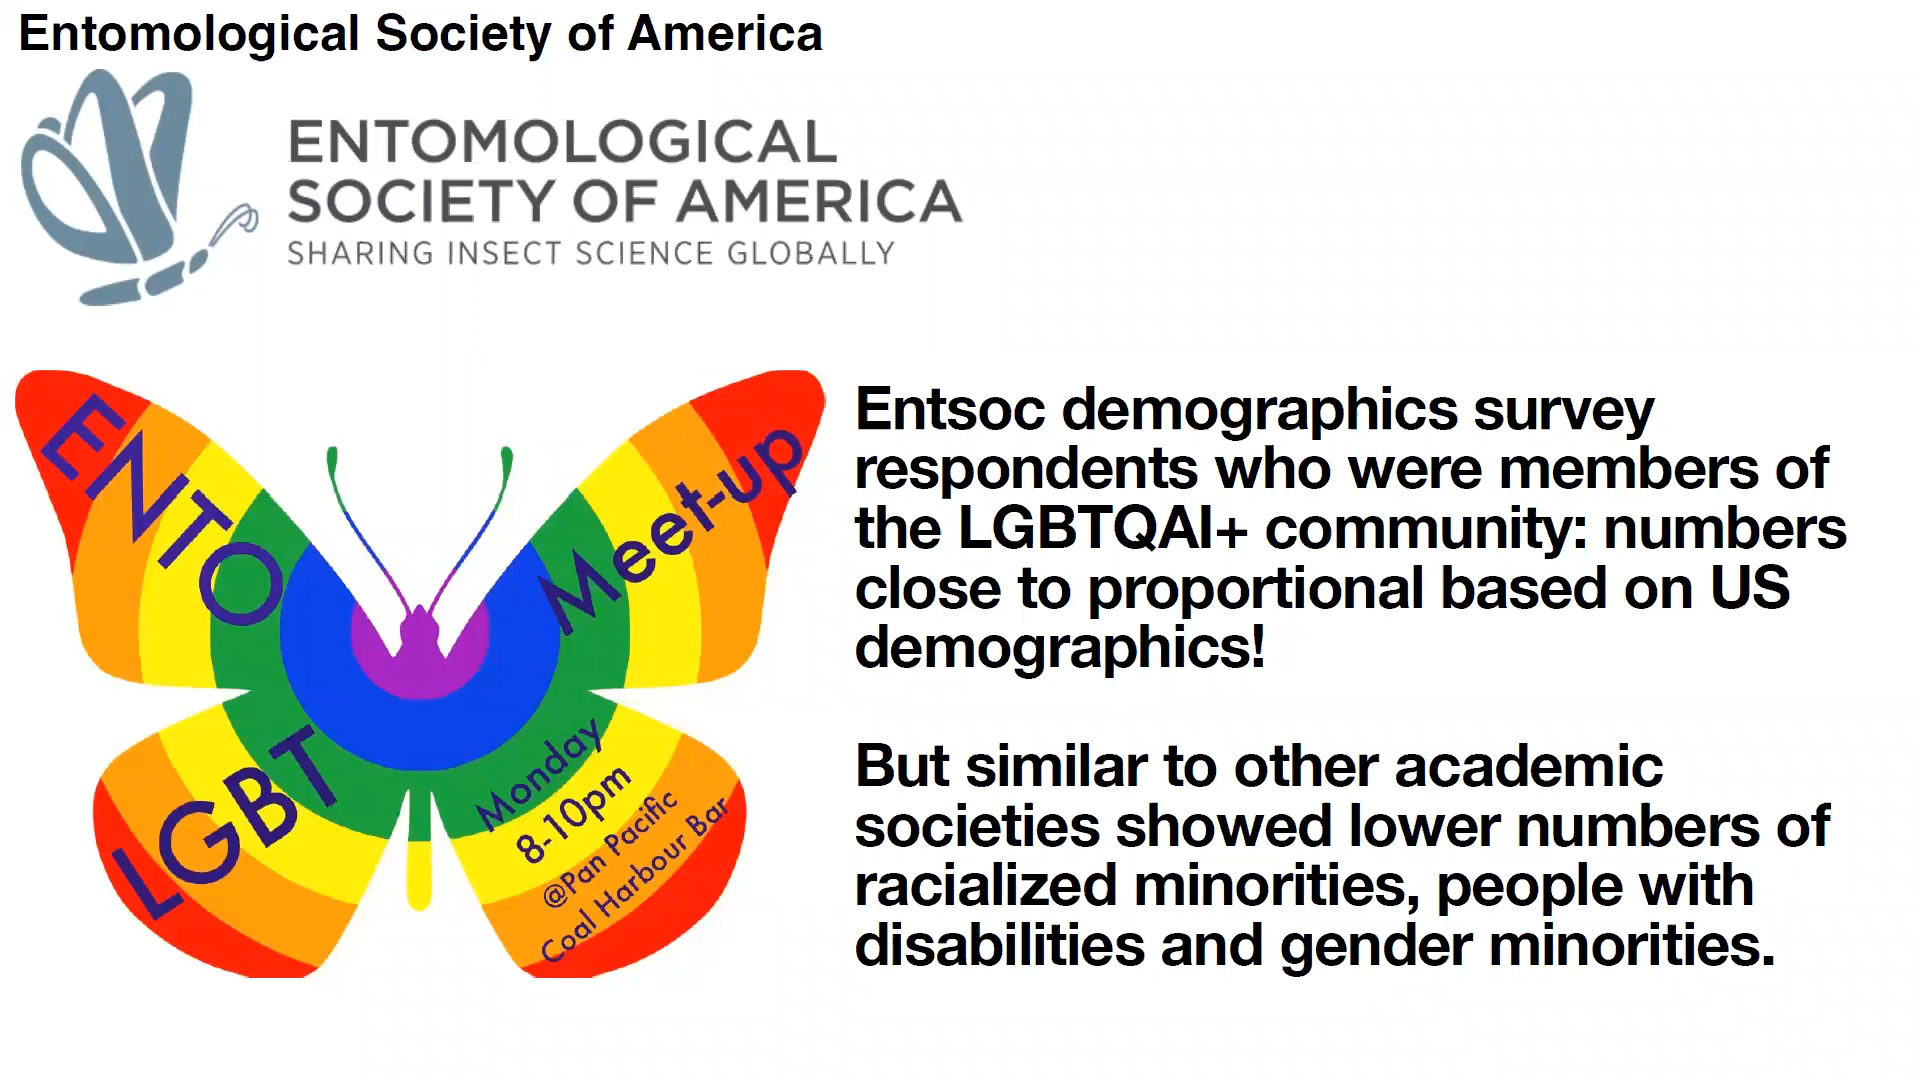 Entomological Society of America
ENTOMOLOGICAL
SOCIETY OF AMERICA
SHARING INSECT SCIENCE GLOBALLY
ENTO
Meet-up
LGBT
Monday
8-10pm
@Pan Pacific
Coal Harbour Bar
Entsoc demographics survey
respondents who were members of
the LGBTQAI+ community: numbers
close to proportional based on US
demographics!
But similar to other academic
societies showed lower numbers of
racialized minorities, people with
disabilities and gender minorities.